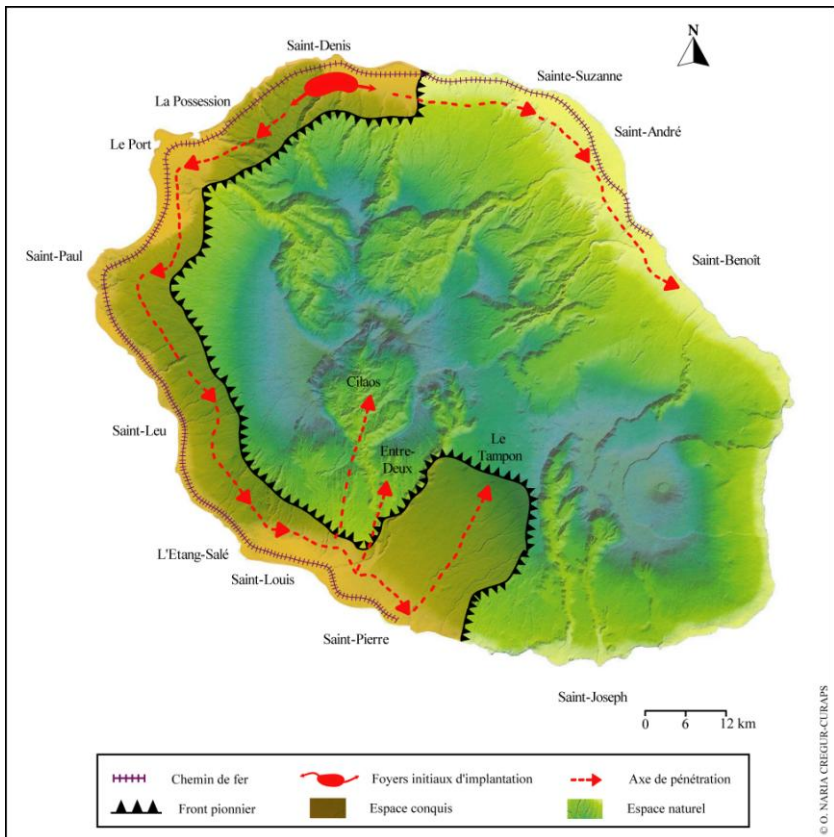 Saint-Denis
N
Sainte-Suzanne
La Possession
Saint-André
Le Port
Saint-Paul
Saint-Benoît
Cilaos
Saint-Leu
Le
Tampon
Entre-
Deux
L'Etang-Salé
Saint-Louis
Saint-Pierre
Saint-Joseph
0 6 12 km
Chemin de fer
Foyers initiaux d'implantation
Axe de pénétration
Front pionnier
Espace conquis
Espace naturel
© O. NARIA CREGUR-CURAPS